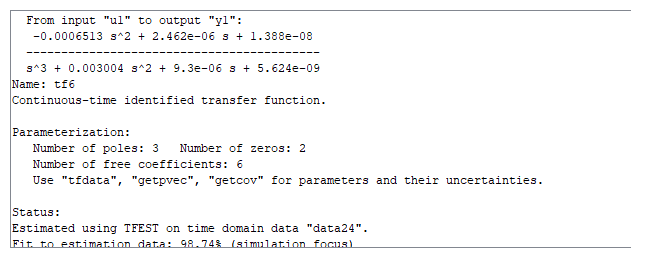 From input "u1" to output "y1":
-0.0006513 s^2 + 2.462e-06 s + 1.388e-08
-----------------------------------------
s^3 + 0.003004 s^2 + 9.3e-06 s + 5.624e-09
Name: tf6
Continuous-time identified transfer function.
Parameterization:
Number of poles: 3   Number of zeros: 2
Number of free coefficients: 6
Use "tfdata", "getpvec", "getcov" for parameters and their uncertainties.
Status:
Estimated using TFEST on time domain data "data24".
Fit to estimation data: 98.74% (simulation focus)